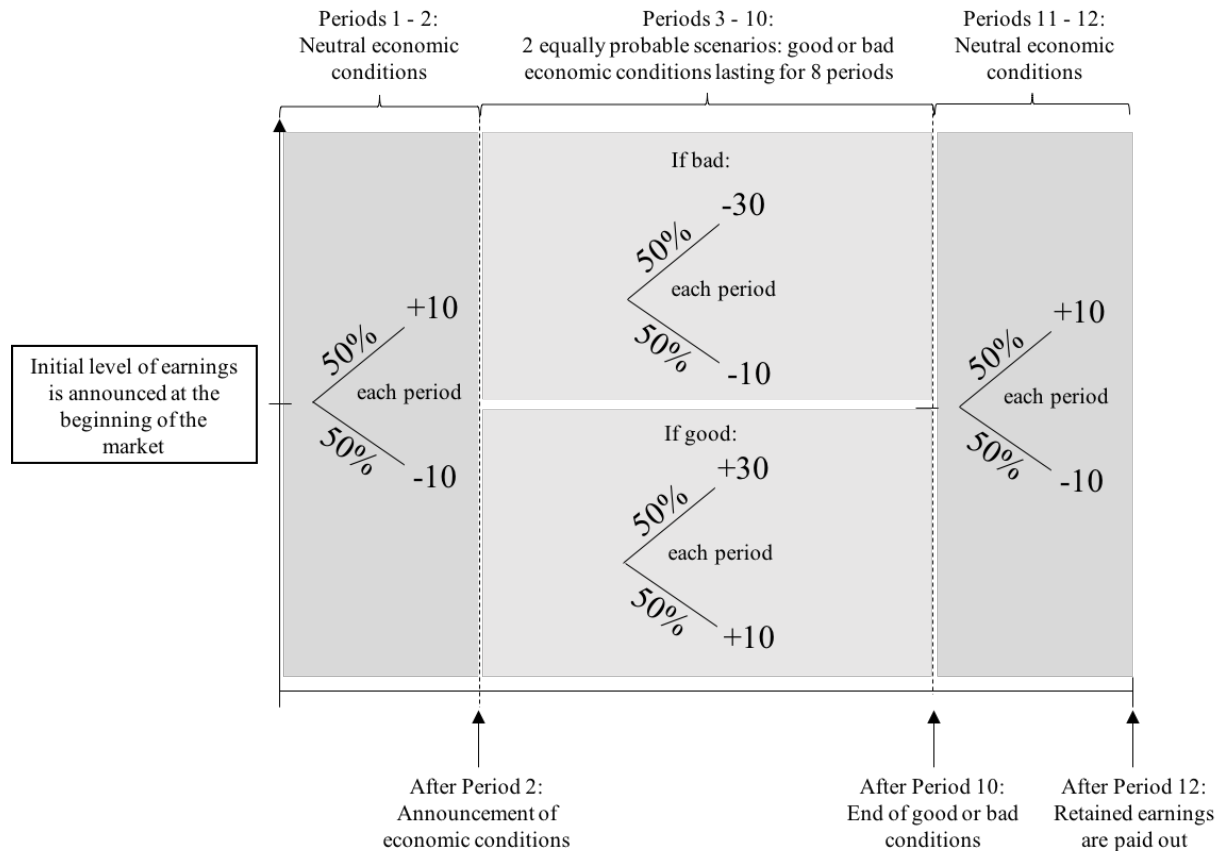 Periods 1 - 2:
Neutral economic
conditions
Periods 3 - 10:
2 equally probable scenarios: good or bad
economic conditions lasting for 8 periods
Periods 11 - 12:
Neutral economic
conditions
Initial level of earnings
is announced at the
beginning of the
market
50%
+10
each period
50%
-10
If bad:
50%
-30
each period
50%
-10
If good:
50%
+30
each period
50%
+10
50%
+10
each period
50%
-10
After Period 2:
Announcement of
economic conditions
After Period 10:
End of good or bad
conditions
After Period 12:
Retained earnings
are paid out